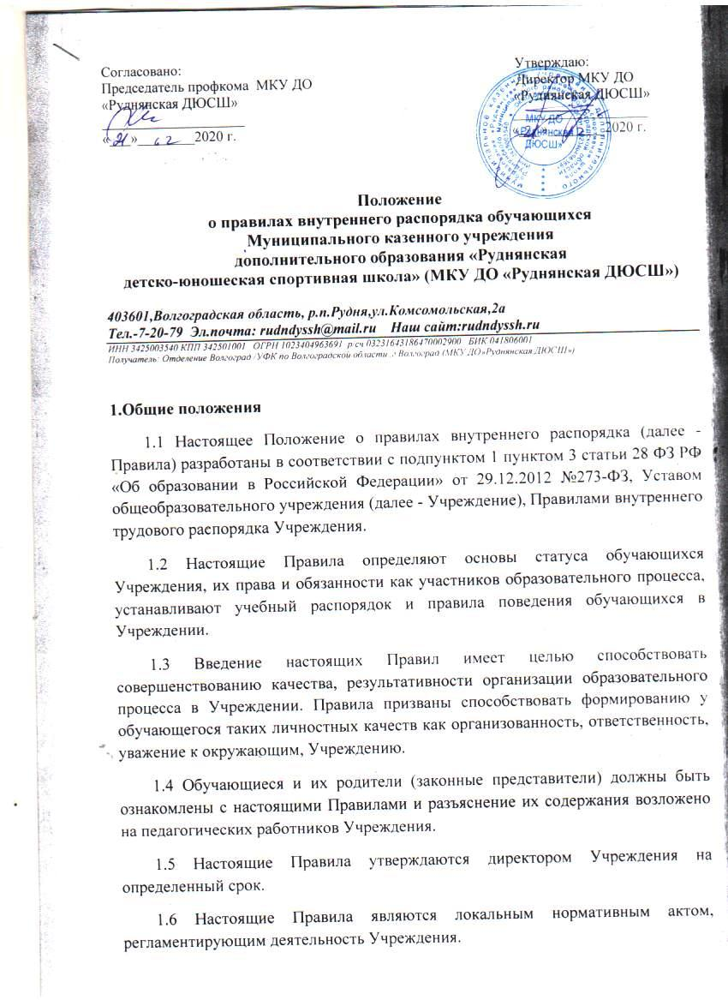 Согласовано:
Председатель профкома МКУ ДО
«Руднянская ДЮСШ»
«21» 2020 г.
Утверждаю:
Директор МКУ ДО
«Руднянская ДЮСШ»
2020 г.
МКУ ДО
«Руднянская
ДЮСШ»
Положение
о правилах внутреннего распорядка обучающихся
Муниципального казенного учреждения
дополнительного образования «Руднянская
детско-юношеская спортивная школа» (МКУ ДО «Руднянская ДЮСШ»)
403601,Волгоградская область, р.п.Рудня,ул.Комсомольская,2а
Тел.-7-20-79 Эл.почта: rudndyssh@mail.ru Наш сайт:rudndyssh.ru
ИНН 3425003540 КПП 342501001 ОГРН 1023404963691 р/сч 03231643186470002900 БИК 041806001
Получатель: Отделение Волгоград /УФК по Волгоградской области г Волгоград (МКУ ДО»Руднянская ДЮСШ»)
1.Общие положения
1.1 Настоящее Положение о правилах внутреннего распорядка (далее -
Правила) разработаны в соответствии с подпунктом 1 пунктом 3 статьи 28 ФЗ РФ
«Об образовании в Российской Федерации» от 29.12.2012 №273-ФЗ, Уставом
общеобразовательного учреждения (далее - Учреждение), Правилами внутреннего
трудового распорядка Учреждения.
1.2 Настоящие Правила определяют основы статуса обучающихся
Учреждения, их права и обязанности как участников образовательного процесса,
устанавливают учебный распорядок и правила поведения обучающихся в
Учреждении.
1.3 Введение настоящих Правил имеет целью способствовать
совершенствованию качества, результативности организации образовательного
процесса в Учреждении. Правила призваны способствовать формированию у
обучающегося таких личностных качеств как организованность, ответственность,
уважение к окружающим, Учреждению.
1.4 Обучающиеся и их родители (законные представители) должны быть
ознакомлены с настоящими Правилами и разъяснение их содержания возложено
на педагогических работников Учреждения.
1.5 Настоящие Правила утверждаются директором Учреждения на
определенный срок.
1.6 Настоящие Правила являются локальным нормативным актом,
регламентирующим деятельность Учреждения.